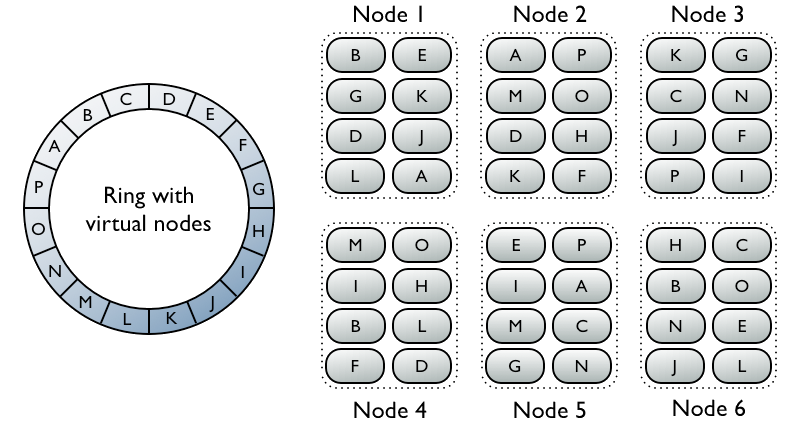 Node 1
Node 2
Node 3
B E
G K
D J
L A
A P
M O
D H
K F
K G
C N
J F
P I
A B C D E F G H I J K L M N O P
Ring with
virtual nodes
M O
I H
B L
F D
E P
I A
M C
G N
H C
B O
N E
J L
Node 4
Node 5
Node 6